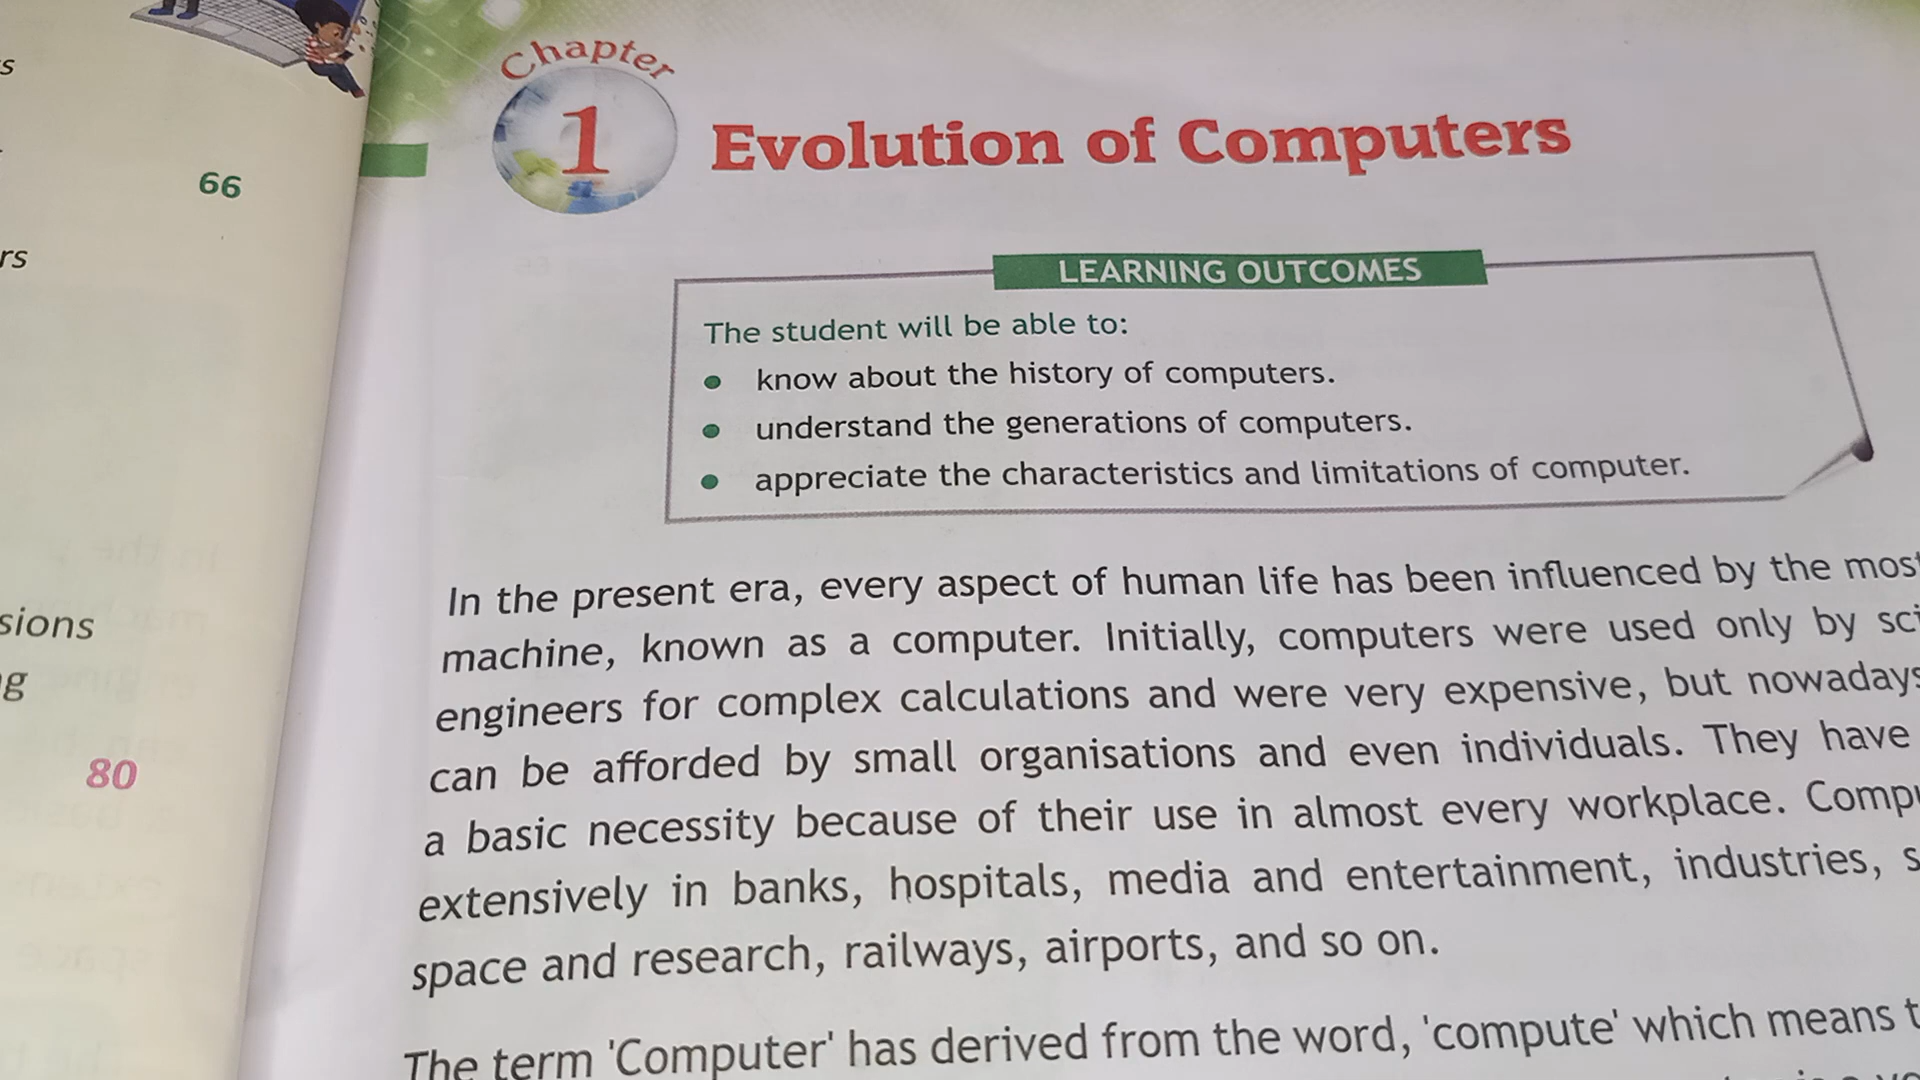 s
66
rs
sions
g
80
Chapter
1
Evolution of Computers
LEARNING OUTCOMES
The student will be able to:
● know about the history of computers.
● understand the generations of computers.
● appreciate the characteristics and limitations of computer.
In the present era, every aspect of human life has been influenced by the most
machine, known as a computer. Initially, computers were used only by sci
engineers for complex calculations and were very expensive, but nowadays
can be afforded by small organisations and even individuals. They have
a basic necessity because of their use in almost every workplace. Compu
extensively in banks, hospitals, media and entertainment, industries, s
space and research, railways, airports, and so on.
The term 'Computer' has derived from the word, 'compute' which means t